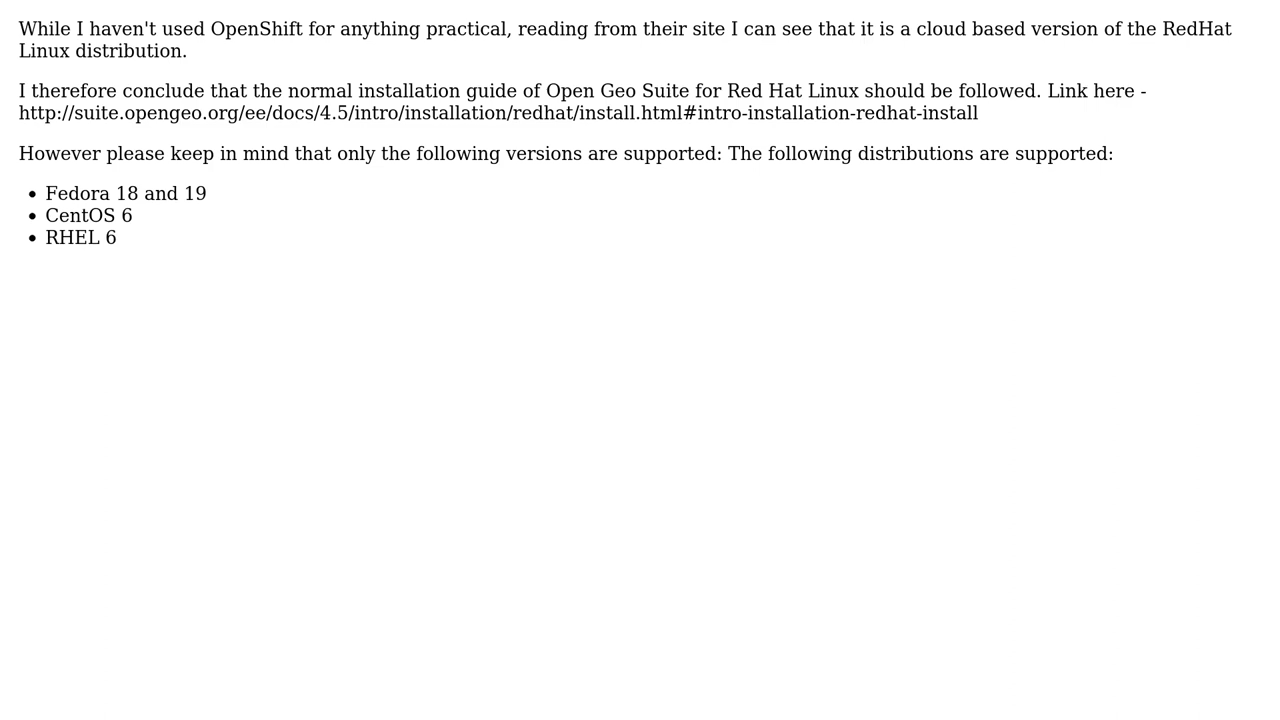 While I haven't used OpenShift for anything practical, reading from their site I can see that it is a cloud based version of the RedHat
Linux distribution.
I therefore conclude that the normal installation guide of Open Geo Suite for Red Hat Linux should be followed. Link here -
http://suite.opengeo.org/ee/docs/4.5/intro/installation/redhat/install.html#intro-installation-redhat-install
However please keep in mind that only the following versions are supported: The following distributions are supported:
• Fedora 18 and 19
• CentOS 6
• RHEL 6